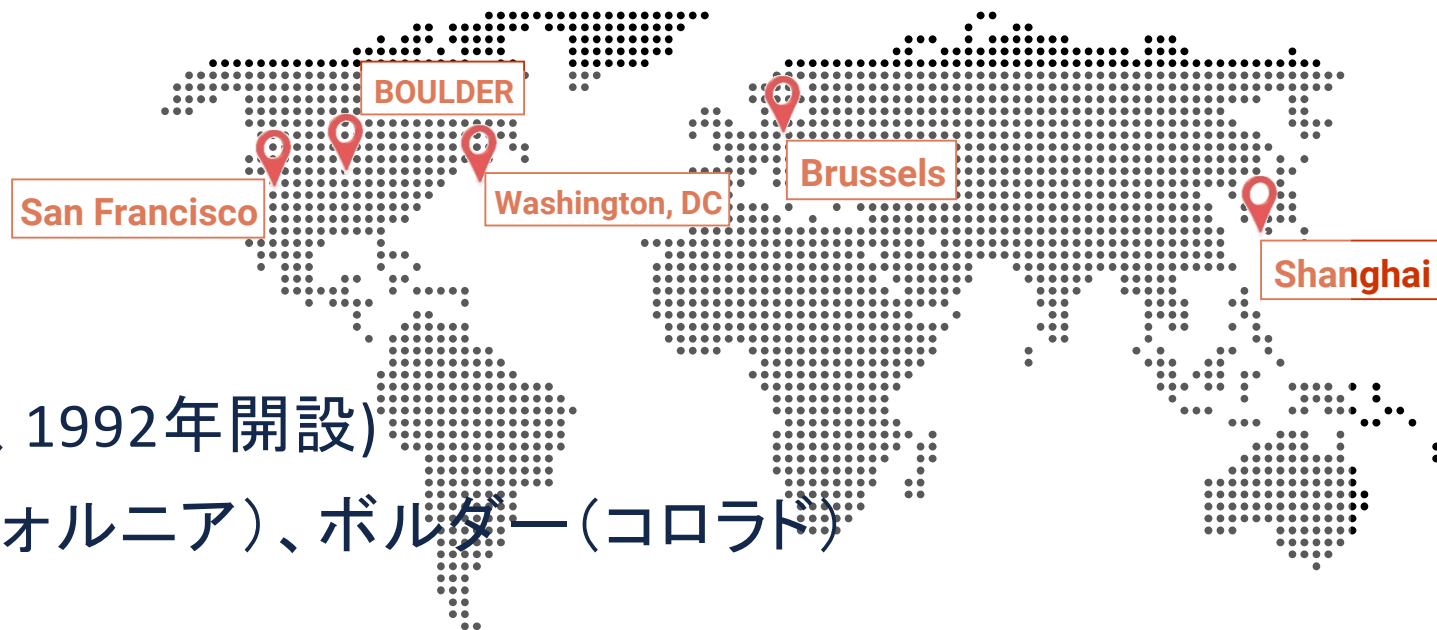 BOULDER
San Francisco
Washington, DC
Brussels
Shanghai
、1992年開設)
ォルニア)、ボルダー(コロラド)